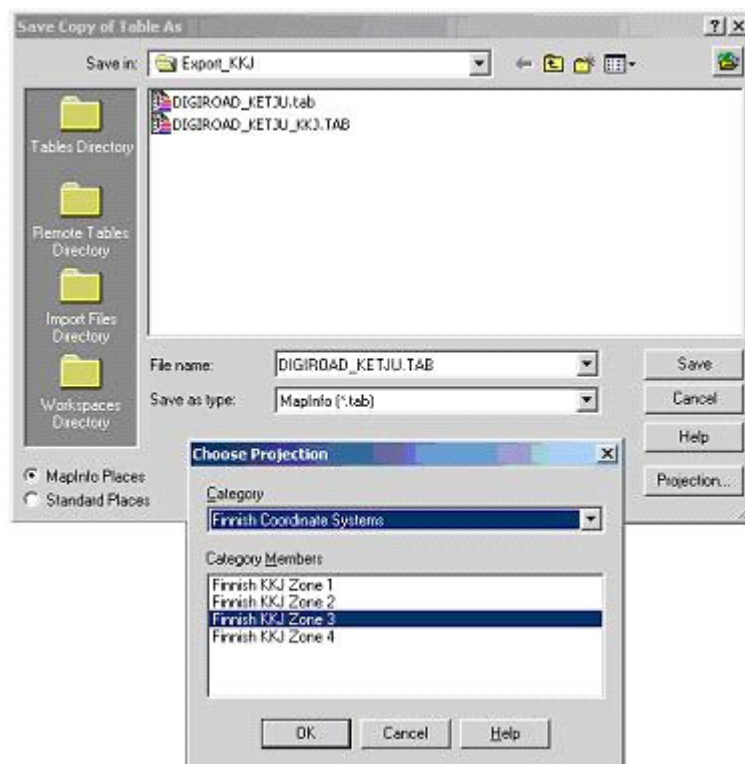 Save Copy of Table As
Save in: Export_KKJ
DIGIROAD_KETJU.tab
DIGIROAD_KETJU_KKJ.TAB
Tables Directory
Remote Tables
Directory
Import Files
Directory
Workspaces
Directory
File name: DIGIROAD_KETJU.TAB Save
Save as type: MapInfo (*.tab) Cancel
Help
MapInfo Places Projection...
Standard Places
Choose Projection
Category
Finnish Coordinate Systems
Category Members
Finnish KKJ Zone 1
Finnish KKJ Zone 2
Finnish KKJ Zone 3
Finnish KKJ Zone 4
OK Cancel Help